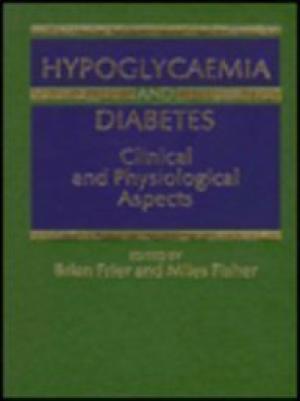 HYPOGLYCAEMIA
AND
DIABETES
Clinical
and Physiological
Aspects
EDITED BY
Brian Frier and Miles Fisher